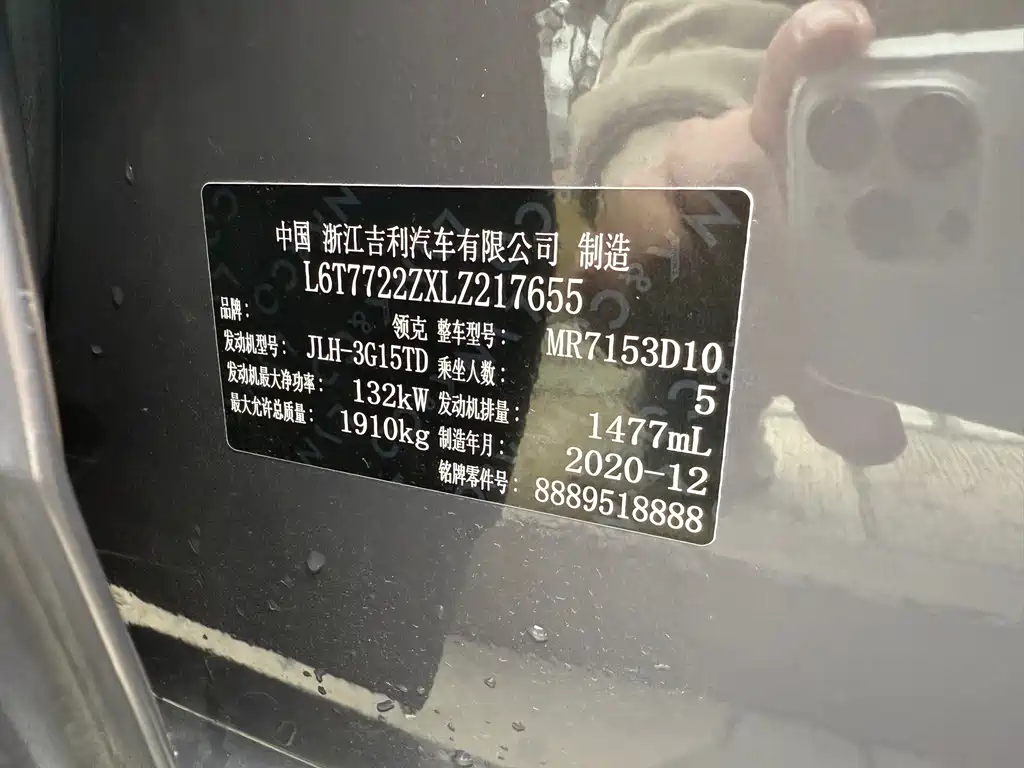 中国 浙江吉利汽车有限公司 制造
L6T7722ZXLZ217655
品牌： 领克 整车型号： MR7153D10
发动机型号： JLH-3G15TD 乘坐人数： 5
发动机最大净功率： 132kW 发动机排量： 1477mL
最大允许总质量： 1910kg 制造年月： 2020-12
铭牌零件号： 8889518888